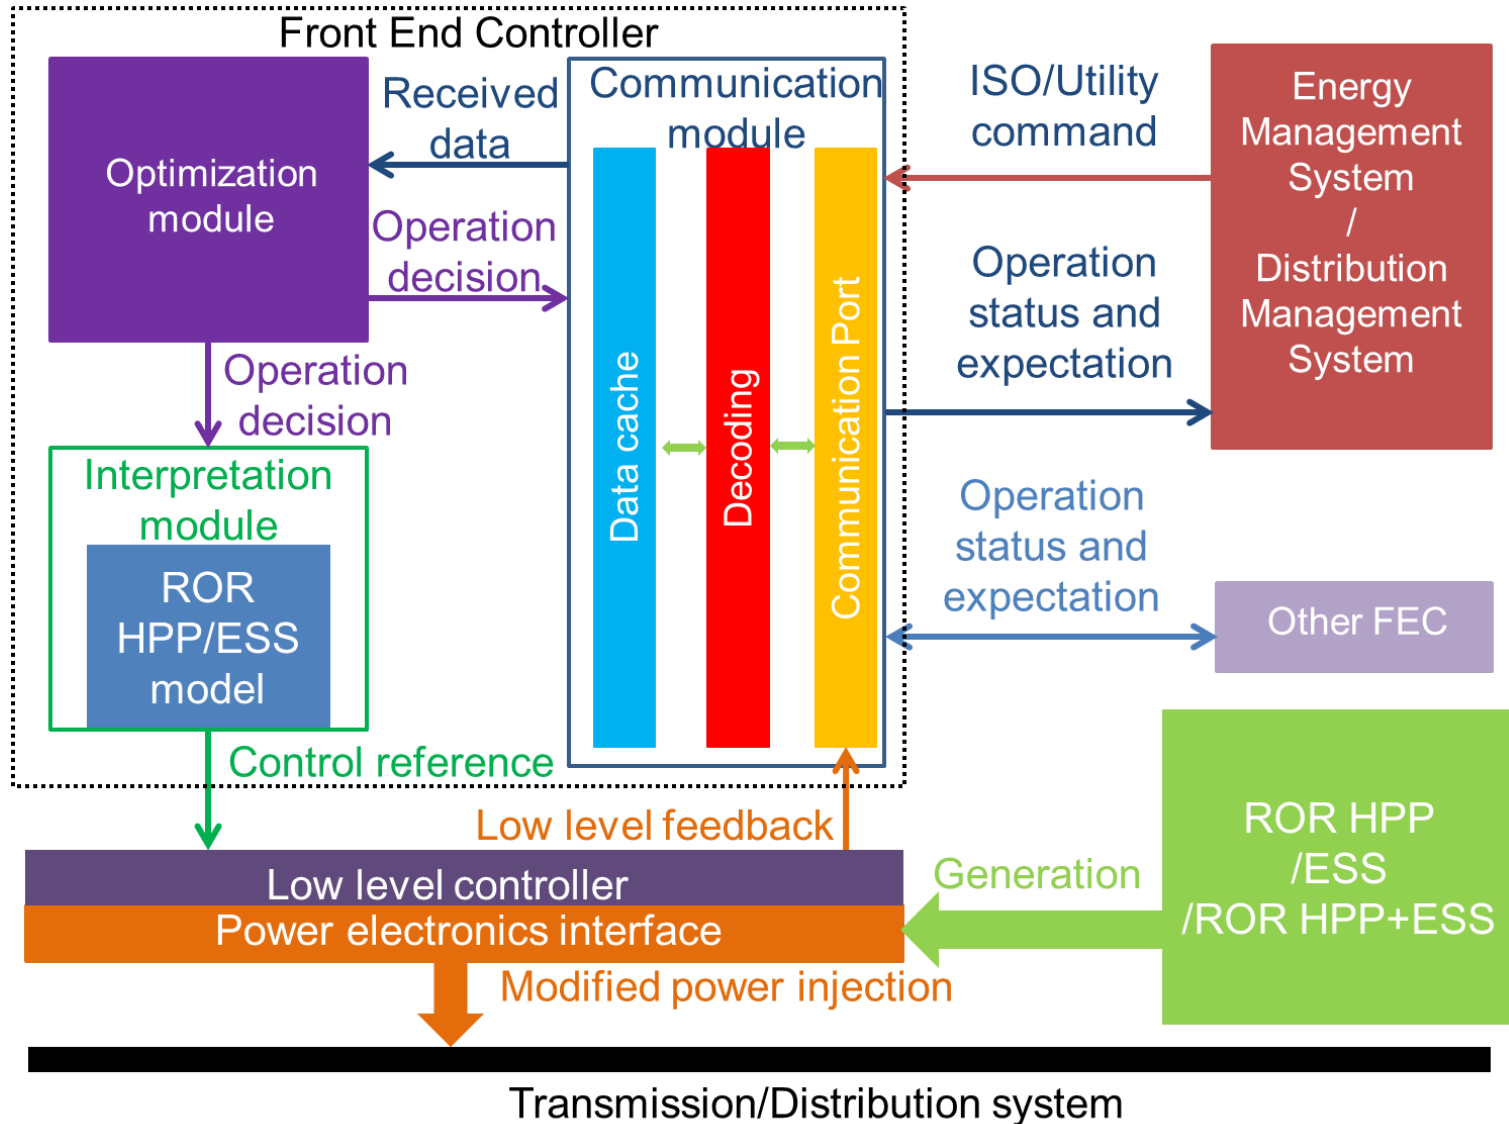 Front End Controller
Optimization
module
Received
data
Operation
decision
Communication
module
Data cache
Decoding
Communication Port
ISO/Utility
command
Energy
Management
System
/
Distribution
Management
System
Operation
status and
expectation
Operation
decision
Interpretation
module
ROR
HPP/ESS
model
Operation
status and
expectation
Other FEC
Control reference
Low level feedback
Low level controller
Power electronics interface
Generation
ROR HPP
/ESS
/ROR HPP+ESS
Modified power injection
Transmission/Distribution system